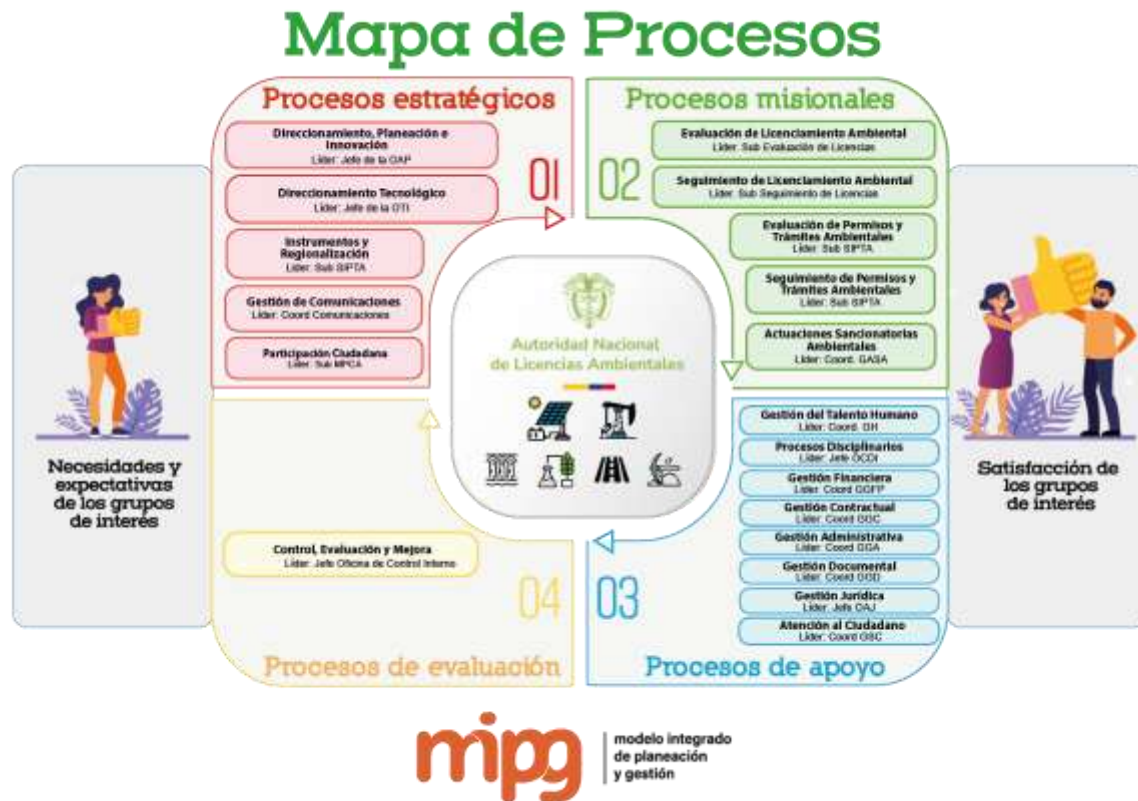 Mapa de Procesos
Procesos estratégicos
Direccionamiento, Planeación e
Innovación
Líder: Jefe de la OAP
Direccionamiento Tecnológico
Líder: Jefe de la OTI
Instrumentos y
Regionalización
Líder: Sub SIPTA
Gestión de Comunicaciones
Líder: Coord Comunicaciones
Participación Ciudadana
Líder: Sub MPCA
01
Procesos misionales
02
Evaluación de Licenciamiento Ambiental
Líder: Sub Evaluación de Licencias
Seguimiento de Licenciamiento Ambiental
Líder: Sub Seguimiento de Licencias
Evaluación de Permisos y
Trámites Ambientales
Líder: Sub SIPTA
Seguimiento de Permisos y
Trámites Ambientales
Líder: Sub SIPTA
Actuaciones Sancionatorias
Ambientales
Líder: Coord. GASA
Necesidades y
expectativas
de los grupos
de interés
Autoridad Nacional
de Licencias Ambientales
Satisfacción de
los grupos
de interés
Gestión del Talento Humano
Líder: Coord. GH
Procesos Disciplinarios
Líder: Jefe OCDI
Gestión Financiera
Líder: Coord GGFP
Gestión Contractual
Líder: Coord GGC
Gestión Administrativa
Líder: Coord GGA
Gestión Documental
Líder: Coord GGD
Gestión Jurídica
Líder: Jefe OAJ
Atención al Ciudadano
Líder: Coord GSC
03
Procesos de apoyo
Control, Evaluación y Mejora
Líder: Jefe Oficina de Control Interno
04
Procesos de evaluación
mipg
modelo integrado
de planeación
y gestión